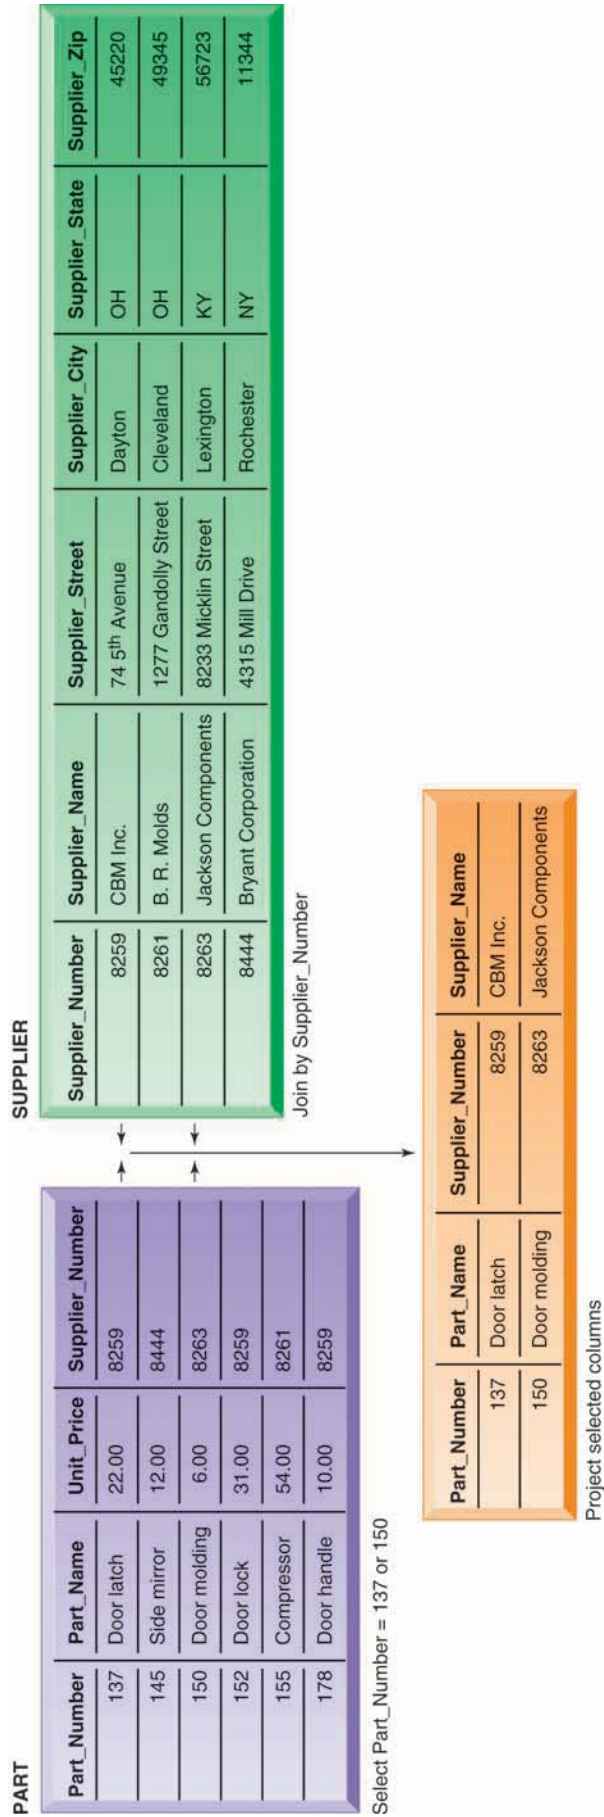 PART
Part_Number Part_Name Unit_Price Supplier_Number
137 Door latch 22.00 8259
145 Side mirror 12.00 8444
150 Door molding 6.00 8263
152 Door lock 31.00 8259
155 Compressor 54.00 8261
178 Door handle 10.00 8259
Select Part_Number = 137 or 150
SUPPLIER
Supplier_Number Supplier_Name Supplier_Street Supplier_City Supplier_State Supplier_Zip
8259 CBM Inc. 74 5th Avenue Dayton OH 45220
8261 B. R. Molds 1277 Gandolly Street Cleveland OH 49345
8263 Jackson Components 8233 Micklin Street Lexington KY 56723
8444 Bryant Corporation 4315 Mill Drive Rochester NY 11344
Join by Supplier_Number
Part_Number Part_Name Supplier_Number Supplier_Name
137 Door latch 8259 CBM Inc.
150 Door molding 8263 Jackson Components
Project selected columns